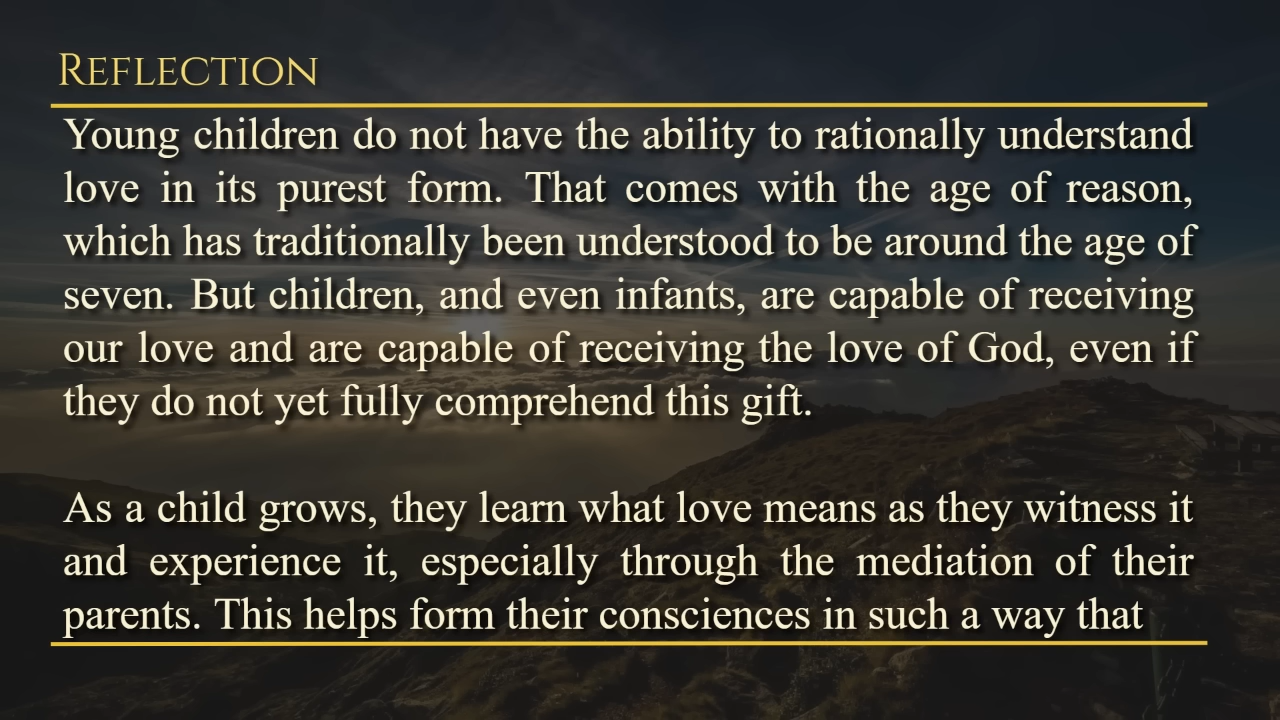 Reflection
Young children do not have the ability to rationally understand
love in its purest form. That comes with the age of reason,
which has traditionally been understood to be around the age of
seven. But children, and even infants, are capable of receiving
our love and are capable of receiving the love of God, even if
they do not yet fully comprehend this gift.
As a child grows, they learn what love means as they witness it
and experience it, especially through the mediation of their
parents. This helps form their consciences in such a way that